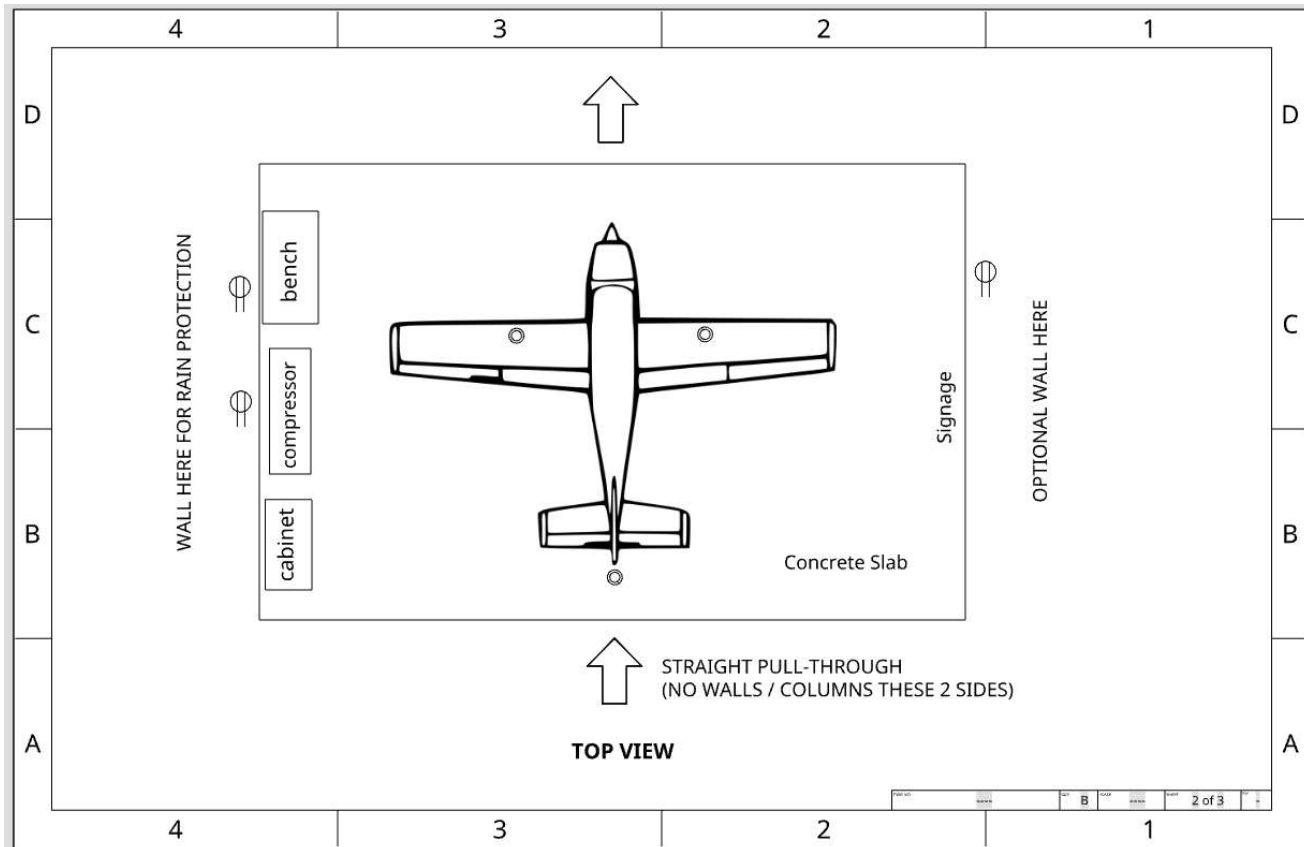 4 3 2 1
D D
WALL HERE FOR RAIN PROTECTION
bench
C C
OPTIONAL WALL HERE
compressor
Signage
cabinet
B B
Concrete Slab
STRAIGHT PULL-THROUGH
(NO WALLS / COLUMNS THESE 2 SIDES)
A A
TOP VIEW
B
2 of 3
4 3 2 1